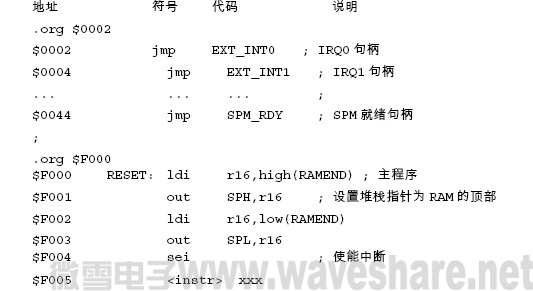 地址 符号 代码 说明
.org $0002
$0002 jmp EXT_INT0 ; IRQ0 句柄
$0004 jmp EXT_INT1 ; IRQ1 句柄
... ... ... ;
$0044 jmp SPM_RDY ; SPM 就绪句柄
;
.org $F000
$F000 RESET: ldi r16,high(RAMEND) ; 主程序
$F001 out SPH,r16 ; 设置堆栈指针为 RAM 的顶部
$F002 ldi r16,low(RAMEND)
$F003 out SPL,r16
$F004 sei ; 使能中断
微雪电子 www.waveshare.net
$F005 <instr> xxx